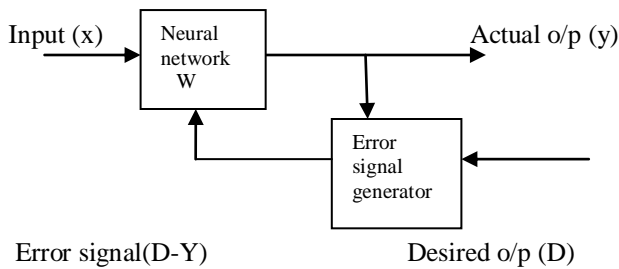 Input (x)
Neural
network
W
Actual o/p (y)
Error
signal
generator
Error signal(D-Y)
Desired o/p (D)